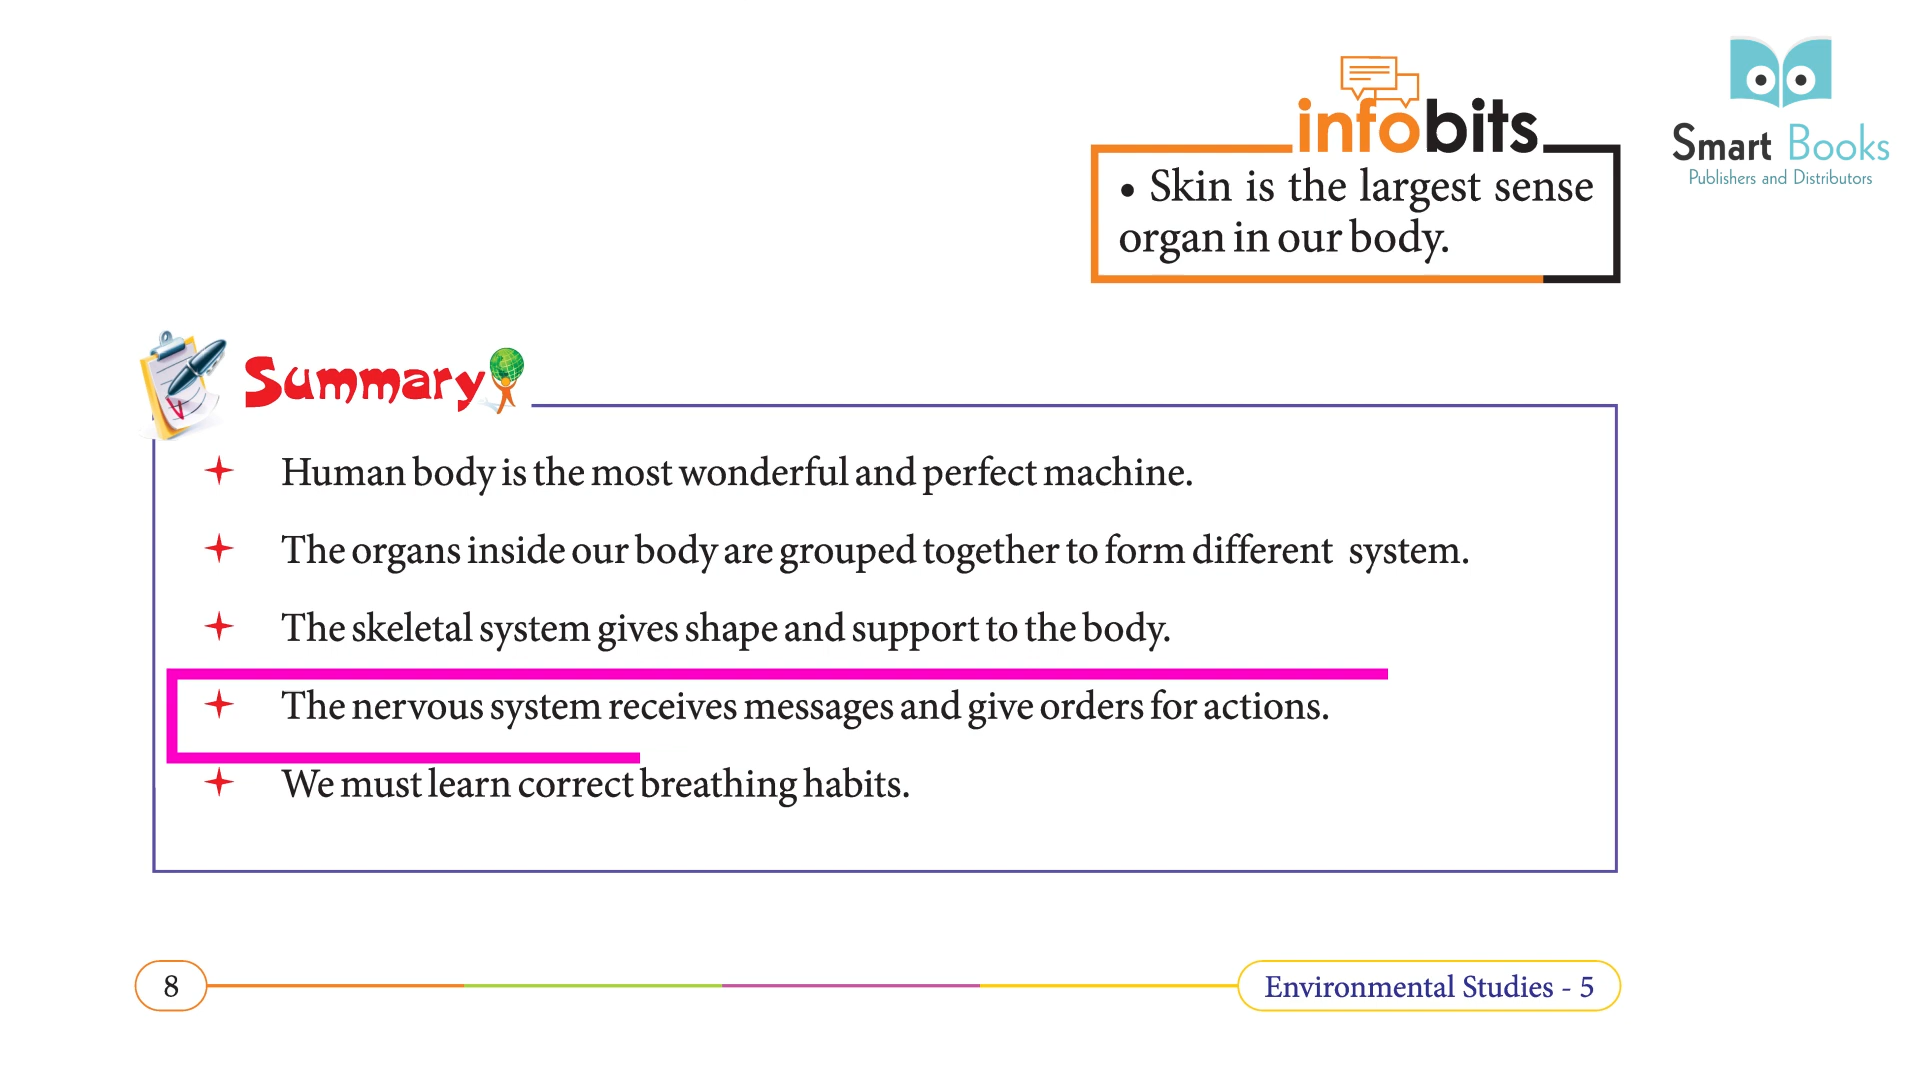 infobits
• Skin is the largest sense
organ in our body.
Smart Books
Publishers and Distributors
Summary
Human body is the most wonderful and perfect machine.
The organs inside our body are grouped together to form different system.
The skeletal system gives shape and support to the body.
The nervous system receives messages and give orders for actions.
We must learn correct breathing habits.
8
Environmental Studies - 5